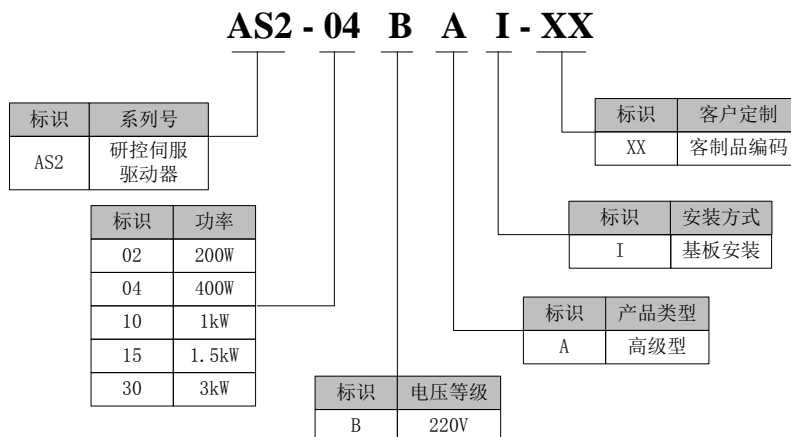 AS2 - 04 B A I - XX
标识 系列号
AS2 研控伺服
驱动器
标识 功率
02 200W
04 400W
10 1kW
15 1.5kW
30 3kW
标识 电压等级
B 220V
标识 产品类型
A 高级型
标识 安装方式
I 基板安装
标识 客户定制
XX 客制品编码